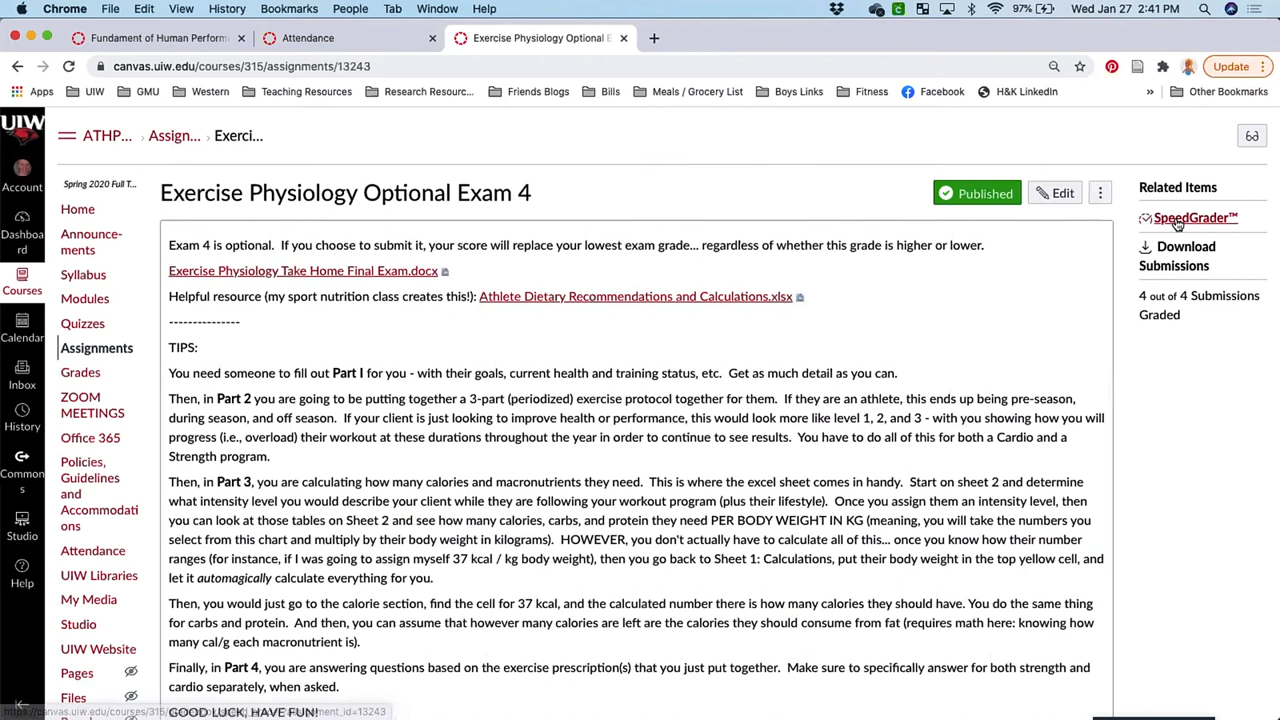 Chrome File Edit View History Bookmarks People Tab Window Help 97% Wed Jan 27 2:41 PM
Fundament of Human Perform Attendance Exercise Physiology Optional E
canvas.uiw.edu/courses/315/assignments/13243 Update
Apps UIW GMU Western Teaching Resources Research Resourc... Friends Blogs Bills Meals / Grocery List Boys Links Fitness Facebook H&K LinkedIn » Other Bookmarks
UIW
Account
Dashboa
rd
Courses
Calendar
Inbox
History
Common
s
Studio
Help
ATHP... › Assign... › Exerci...
Spring 2020 Full T...
Home
Announce-
ments
Syllabus
Modules
Quizzes
Assignments
Grades
ZOOM
MEETINGS
Office 365
Policies,
Guidelines
and
Accommodati
ons
Attendance
UIW Libraries
My Media
Studio
UIW Website
Pages
Files
Exercise Physiology Optional Exam 4
Published Edit
Exam 4 is optional. If you choose to submit it, your score will replace your lowest exam grade... regardless of whether this grade is higher or lower.
Exercise Physiology Take Home Final Exam.docx
Helpful resource (my sport nutrition class creates this!): Athlete Dietary Recommendations and Calculations.xlsx
---------------
TIPS:
You need someone to fill out Part I for you - with their goals, current health and training status, etc. Get as much detail as you can.
Then, in Part 2 you are going to be putting together a 3-part (periodized) exercise protocol together for them. If they are an athlete, this ends up being pre-season,
during season, and off season. If your client is just looking to improve health or performance, this would look more like level 1, 2, and 3 - with you showing how you will
progress (i.e., overload) their workout at these durations throughout the year in order to continue to see results. You have to do all of this for both a Cardio and a
Strength program.
Then, in Part 3, you are calculating how many calories and macronutrients they need. This is where the excel sheet comes in handy. Start on sheet 2 and determine
what intensity level you would describe your client while they are following your workout program (plus their lifestyle). Once you assign them an intensity level, then
you can look at those tables on Sheet 2 and see how many calories, carbs, and protein they need PER BODY WEIGHT IN KG (meaning, you will take the numbers you
select from this chart and multiply by their body weight in kilograms). HOWEVER, you don't actually have to calculate all of this... once you know how their number
ranges (for instance, if I was going to assign myself 37 kcal / kg body weight), then you go back to Sheet 1: Calculations, put their body weight in the top yellow cell, and
let it automagically calculate everything for you.
Then, you would just go to the calorie section, find the cell for 37 kcal, and the calculated number there is how many calories they should have. You do the same thing
for carbs and protein. And then, you can assume that however many calories are left are the calories they should consume from fat (requires math here: knowing how
many cal/g each macronutrient is).
Finally, in Part 4, you are answering questions based on the exercise prescription(s) that you just put together. Make sure to specifically answer for both strength and
cardio separately, when asked.
GOOD LUCK, HAVE FUN!
Related Items
SpeedGrader™
Download
Submissions
4 out of 4 Submissions
Graded